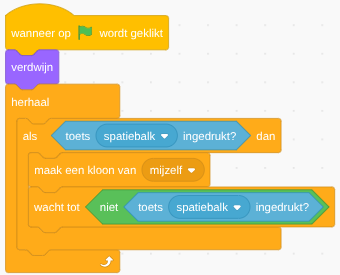 wanneer op wordt geklikt
verdwijn
herhaal
als toets spatiebalk ingedrukt? dan
maak een kloon van mijzelf
wacht tot niet toets spatiebalk ingedrukt?